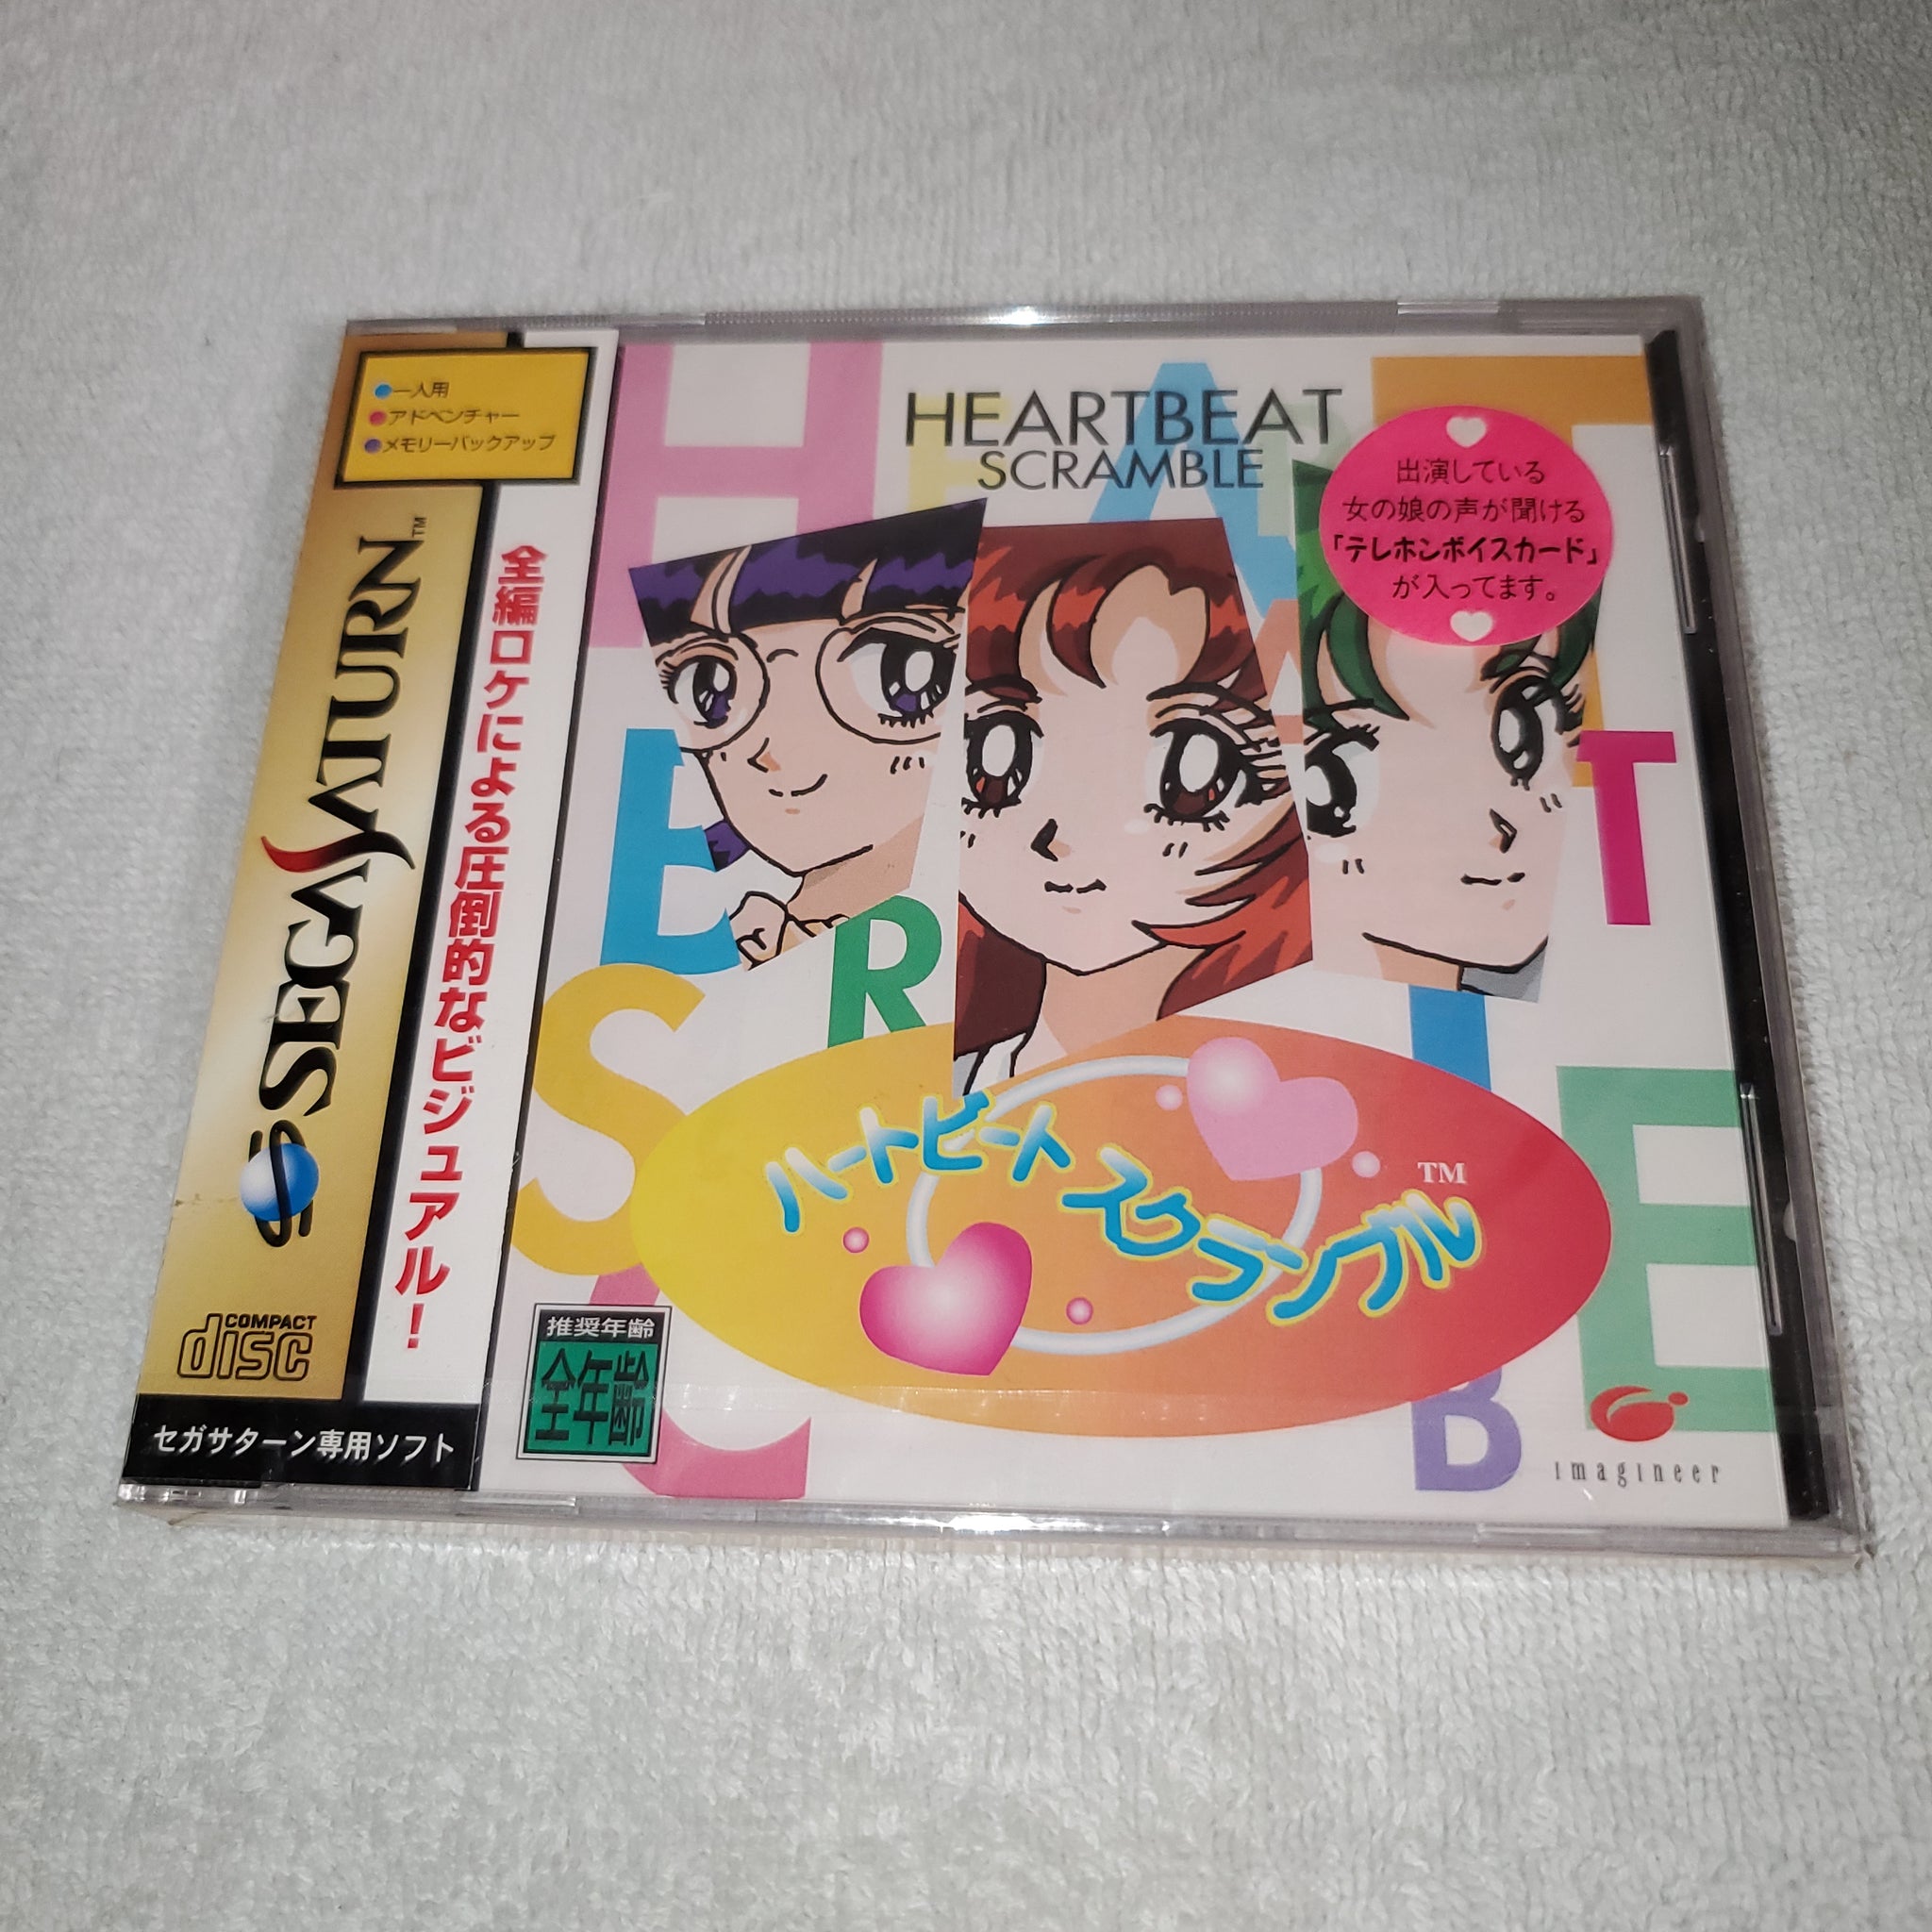 一人用
アドベンチャー
メモリーバックアップ
SEGA SATURN™
COMPACT
disc
セガサターン専用ソフト
全編ロケによる圧倒的なビジュアル！
HEARTBEAT
SCRAMBLE
出演している
女の娘の声が聞ける
「テレホンボイスカード」
が入ってます。
HEART
BE
T
R
S
C
B
E
ハートビート
スクランブル™
推奨年齢
全年齢
imagineer